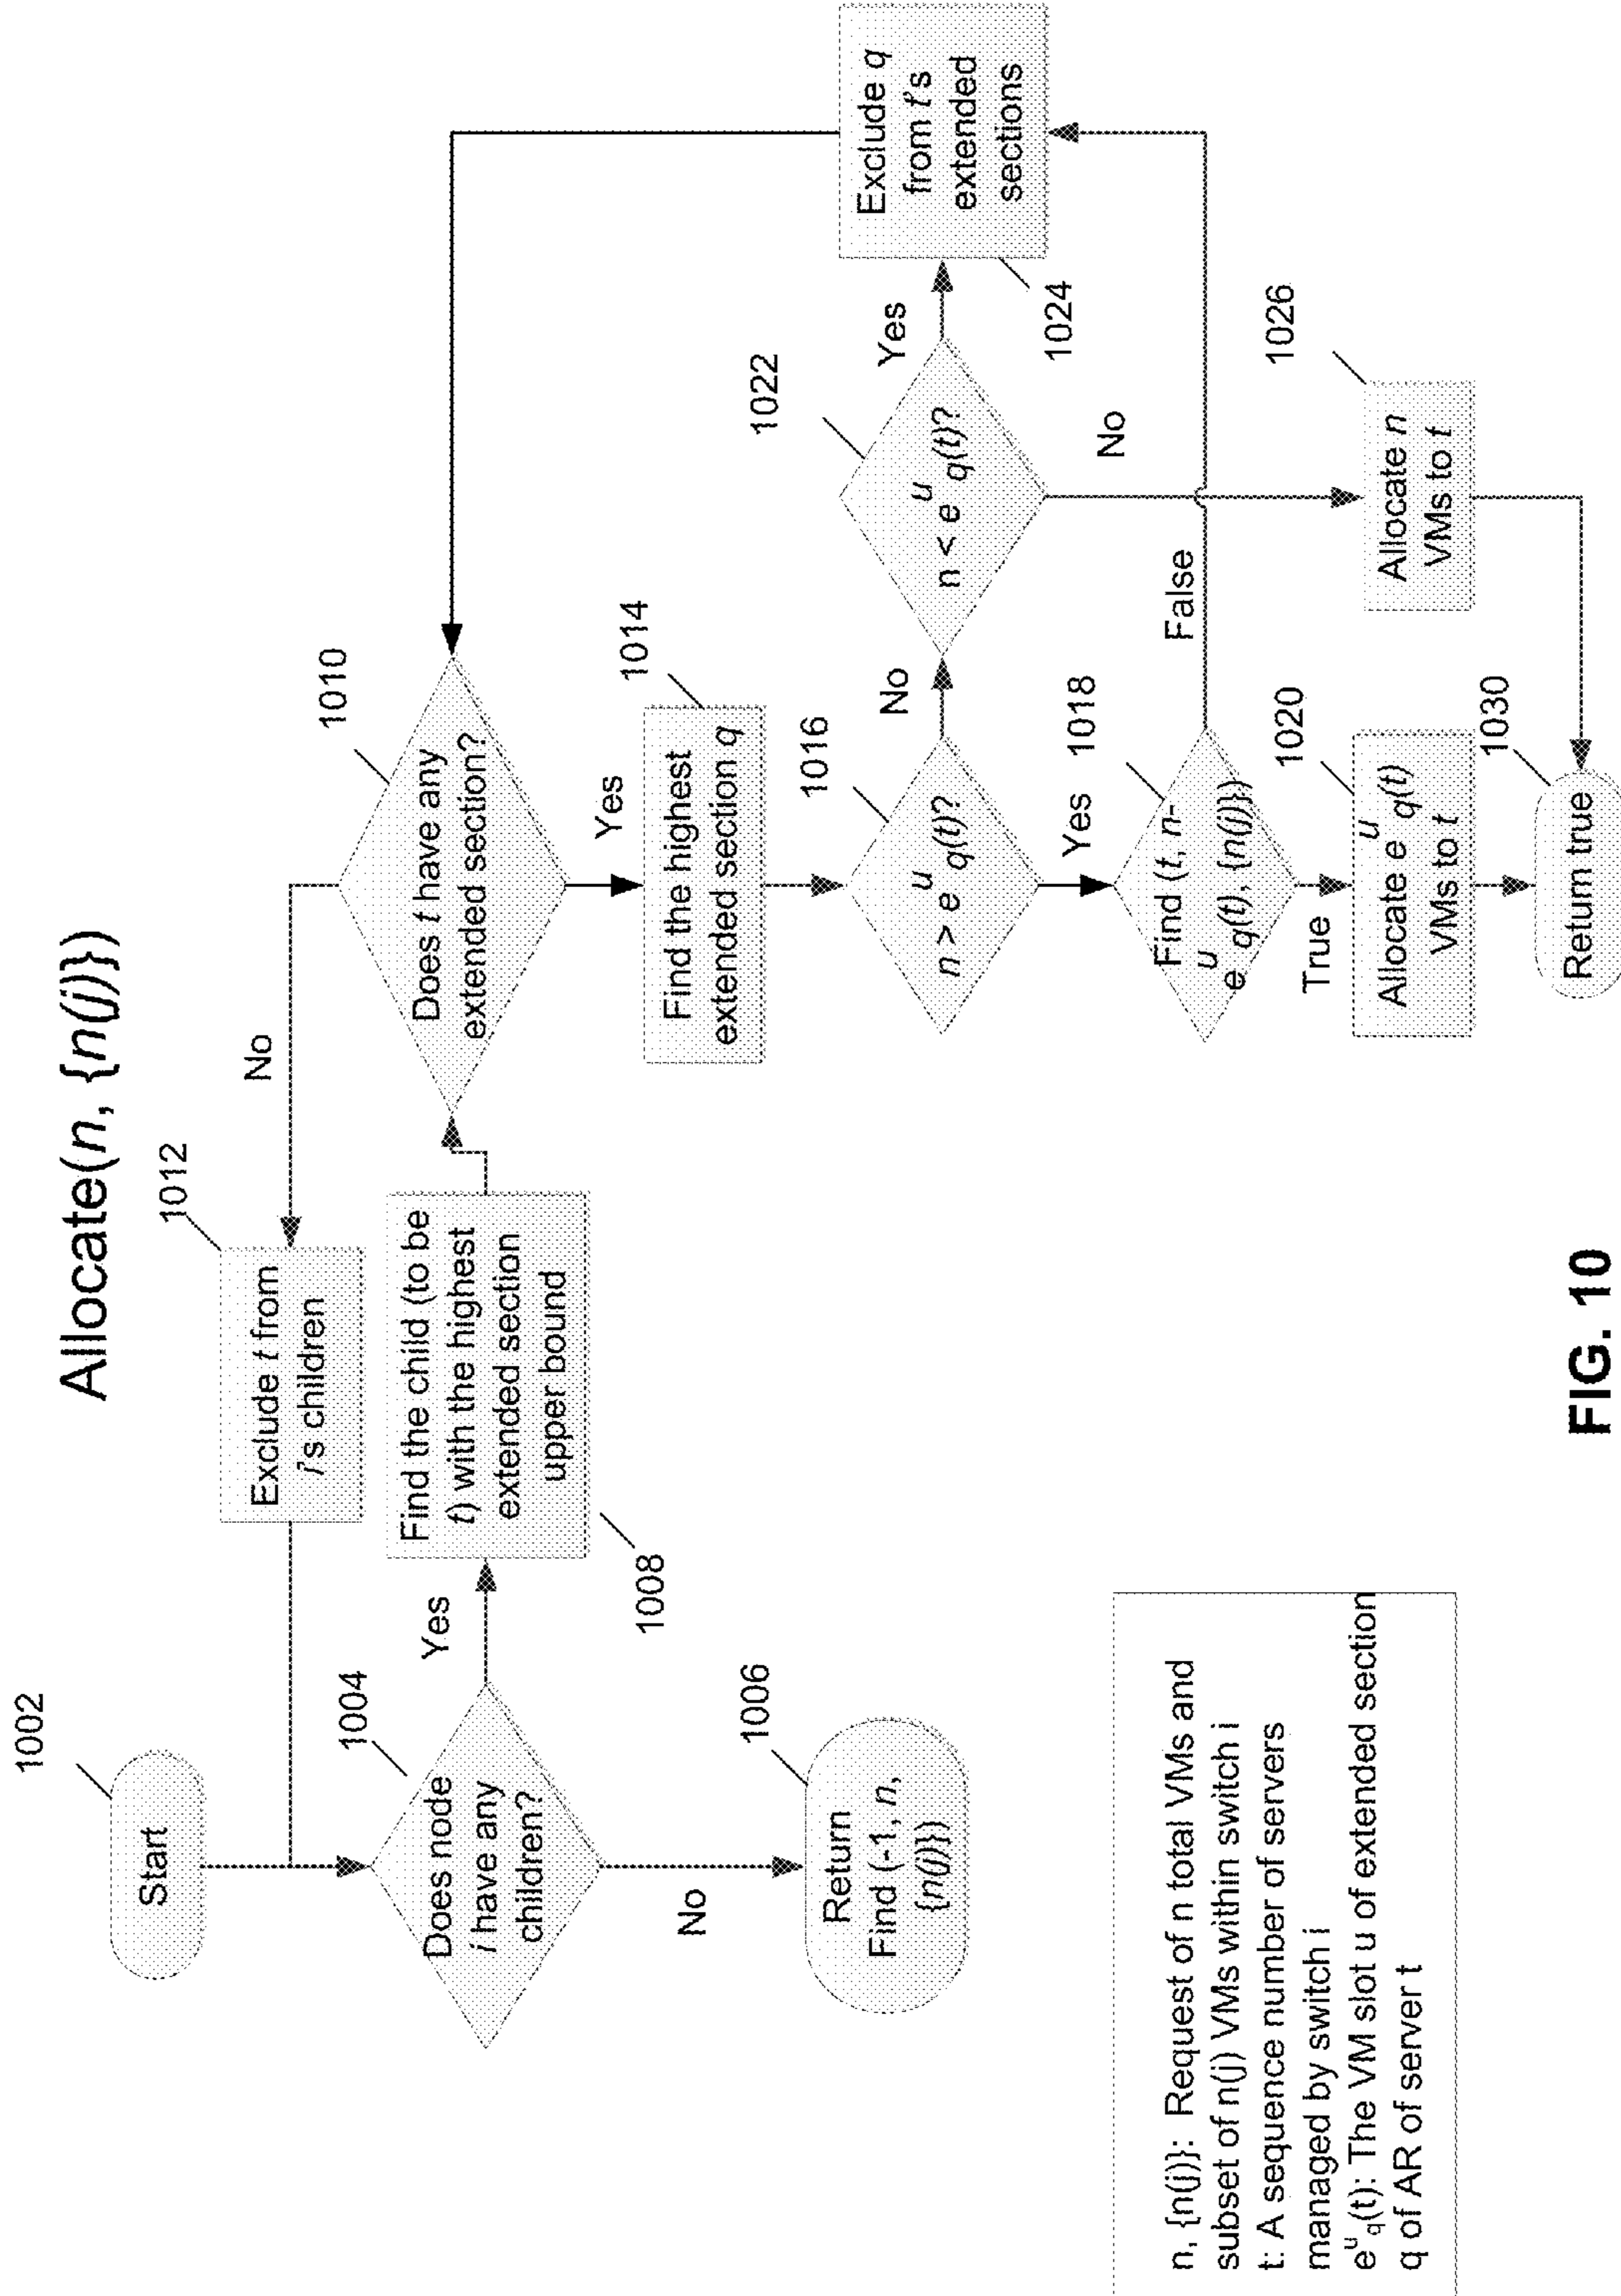 Allocate(n, {n(j)})
1002
Start
1012
Exclude t from
i's children
No
1010
Does t have any
extended section?
1004
Does node
i have any
children?
Yes
Find the child (to be
t) with the highest
extended section
upper bound
1008
Yes
1014
Find the highest
extended section q
No
1006
Return
Find (-1, n,
{n(j)})
1016
n > e^u_q(t)?
No
1022
n < e^u_q(t)?
Yes
Exclude q
from t's
extended
sections
1024
Yes
1018
Find (t, n-
e^u_q(t), {n(j)})
False
No
True
1020
Allocate e^u_q(t)
VMs to t
1026
Allocate n
VMs to t
1030
Return true
n, {n(j)}: Request of n total VMs and
subset of n(j) VMs within switch i
t: A sequence number of servers
managed by switch i
e^u_q(t): The VM slot u of extended section
q of AR of server t
FIG. 10